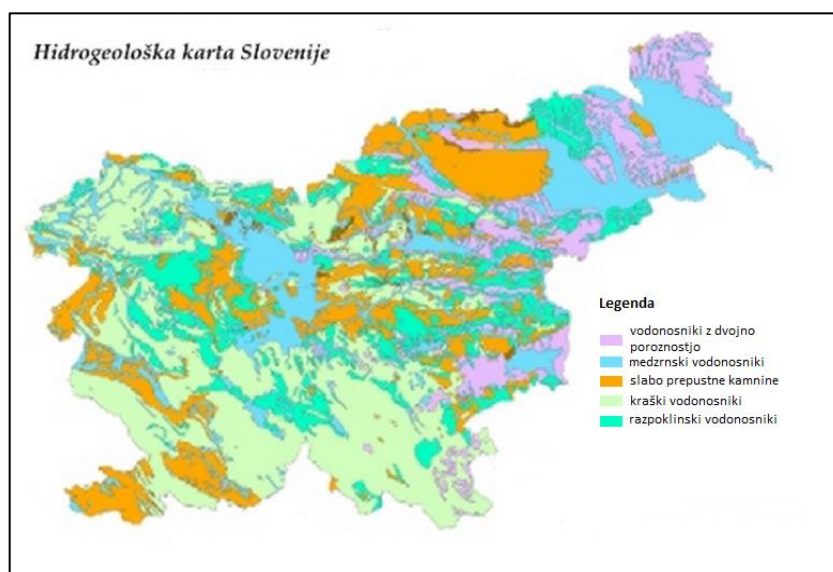 Hidrogeološka karta Slovenije
Legenda
vodonosniki z dvojno
poroznostjo
medzrnski vodonosniki
slabo prepustne kamnine
kraški vodonosniki
razpoklinski vodonosniki